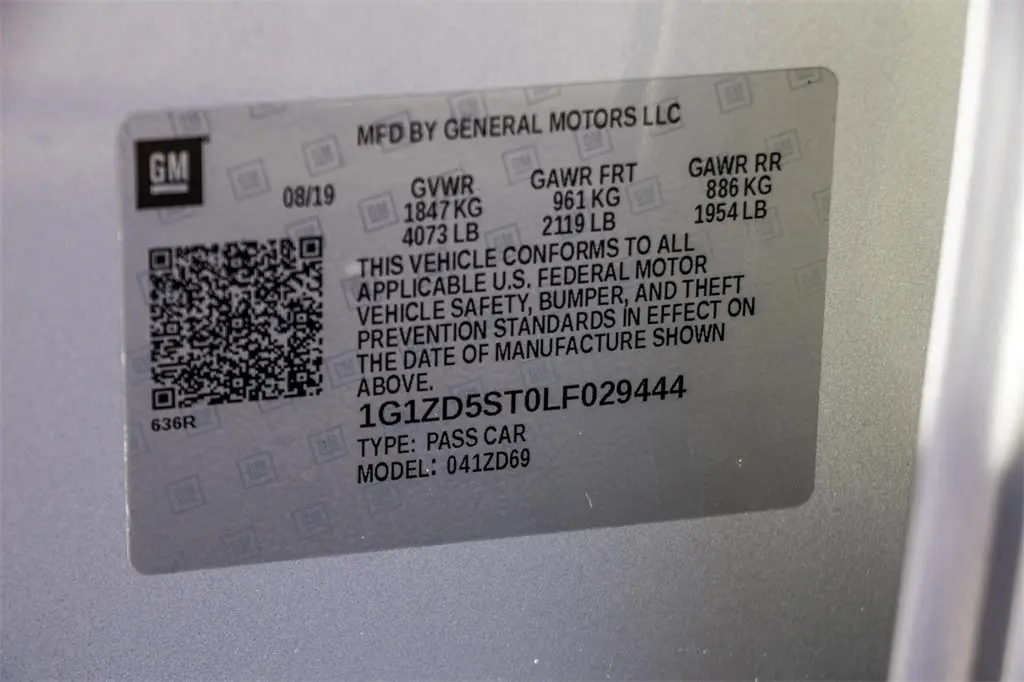 GM
MFD BY GENERAL MOTORS LLC
08/19
GVWR
1847 KG
4073 LB
GAWR FRT
961 KG
2119 LB
GAWR RR
886 KG
1954 LB
THIS VEHICLE CONFORMS TO ALL
APPLICABLE U.S. FEDERAL MOTOR
VEHICLE SAFETY, BUMPER, AND THEFT
PREVENTION STANDARDS IN EFFECT ON
THE DATE OF MANUFACTURE SHOWN
ABOVE.
1G1ZD5ST0LF029444
TYPE: PASS CAR
MODEL: 041ZD69
636R